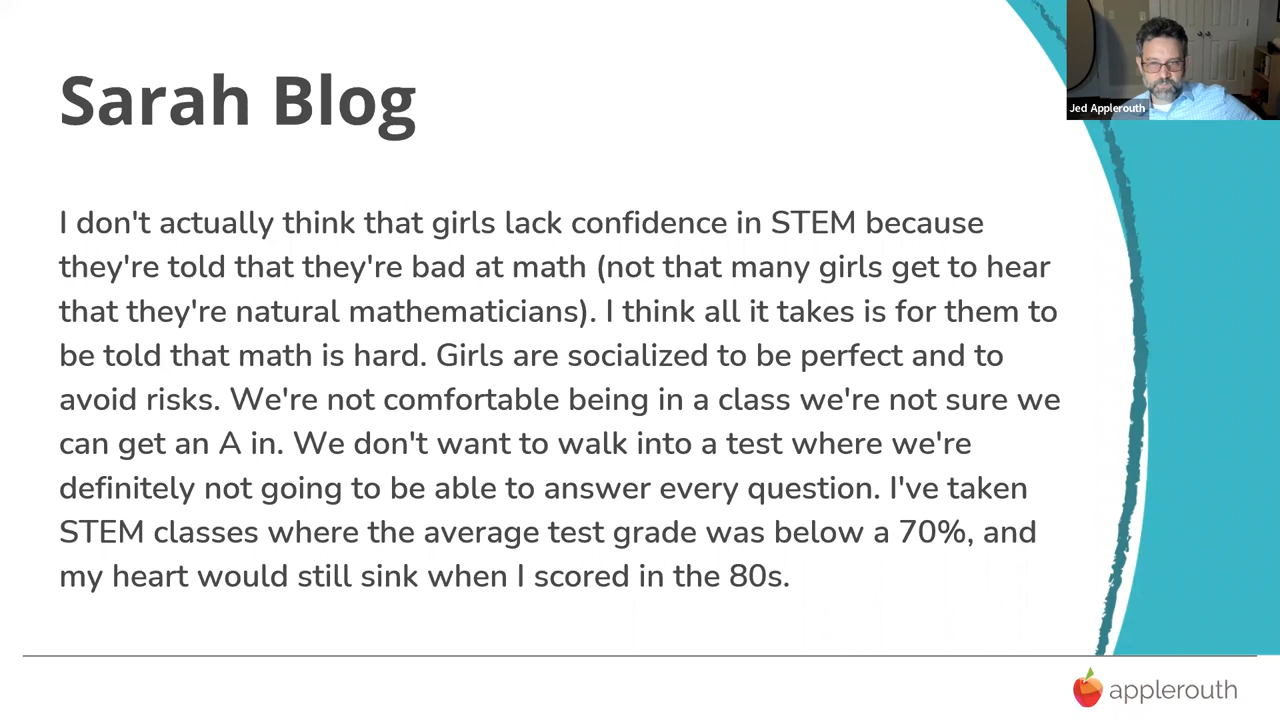 Sarah Blog
Jed Applerouth
I don't actually think that girls lack confidence in STEM because
they're told that they're bad at math (not that many girls get to hear
that they're natural mathematicians). I think all it takes is for them to
be told that math is hard. Girls are socialized to be perfect and to
avoid risks. We're not comfortable being in a class we're not sure we
can get an A in. We don't want to walk into a test where we're
definitely not going to be able to answer every question. I've taken
STEM classes where the average test grade was below a 70%, and
my heart would still sink when I scored in the 80s.
applerouth